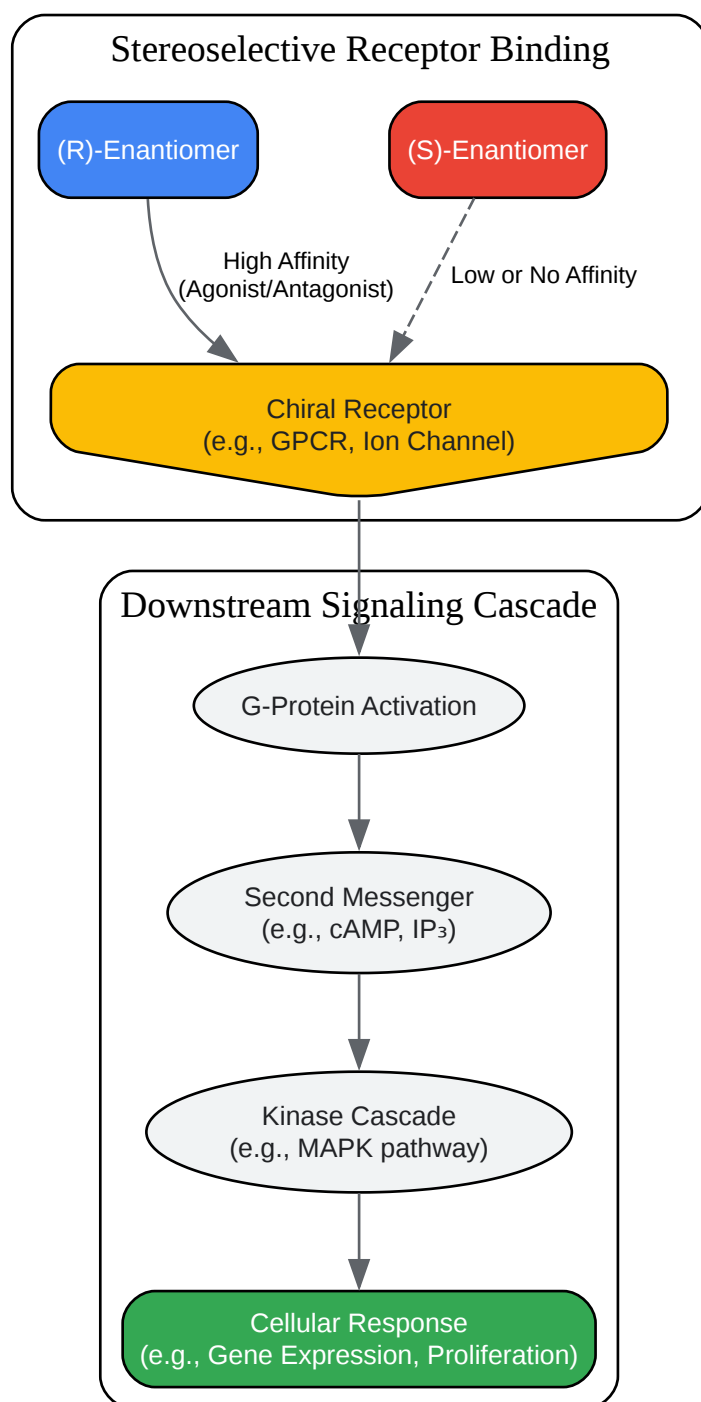 Stereoselective Receptor Binding
(R)-Enantiomer
(S)-Enantiomer
High Affinity
(Agonist/Antagonist)
Low or No Affinity
Chiral Receptor
(e.g., GPCR, Ion Channel)
Downstream Signaling Cascade
G-Protein Activation
Second Messenger
(e.g., cAMP, IP₃)
Kinase Cascade
(e.g., MAPK pathway)
Cellular Response
(e.g., Gene Expression, Proliferation)